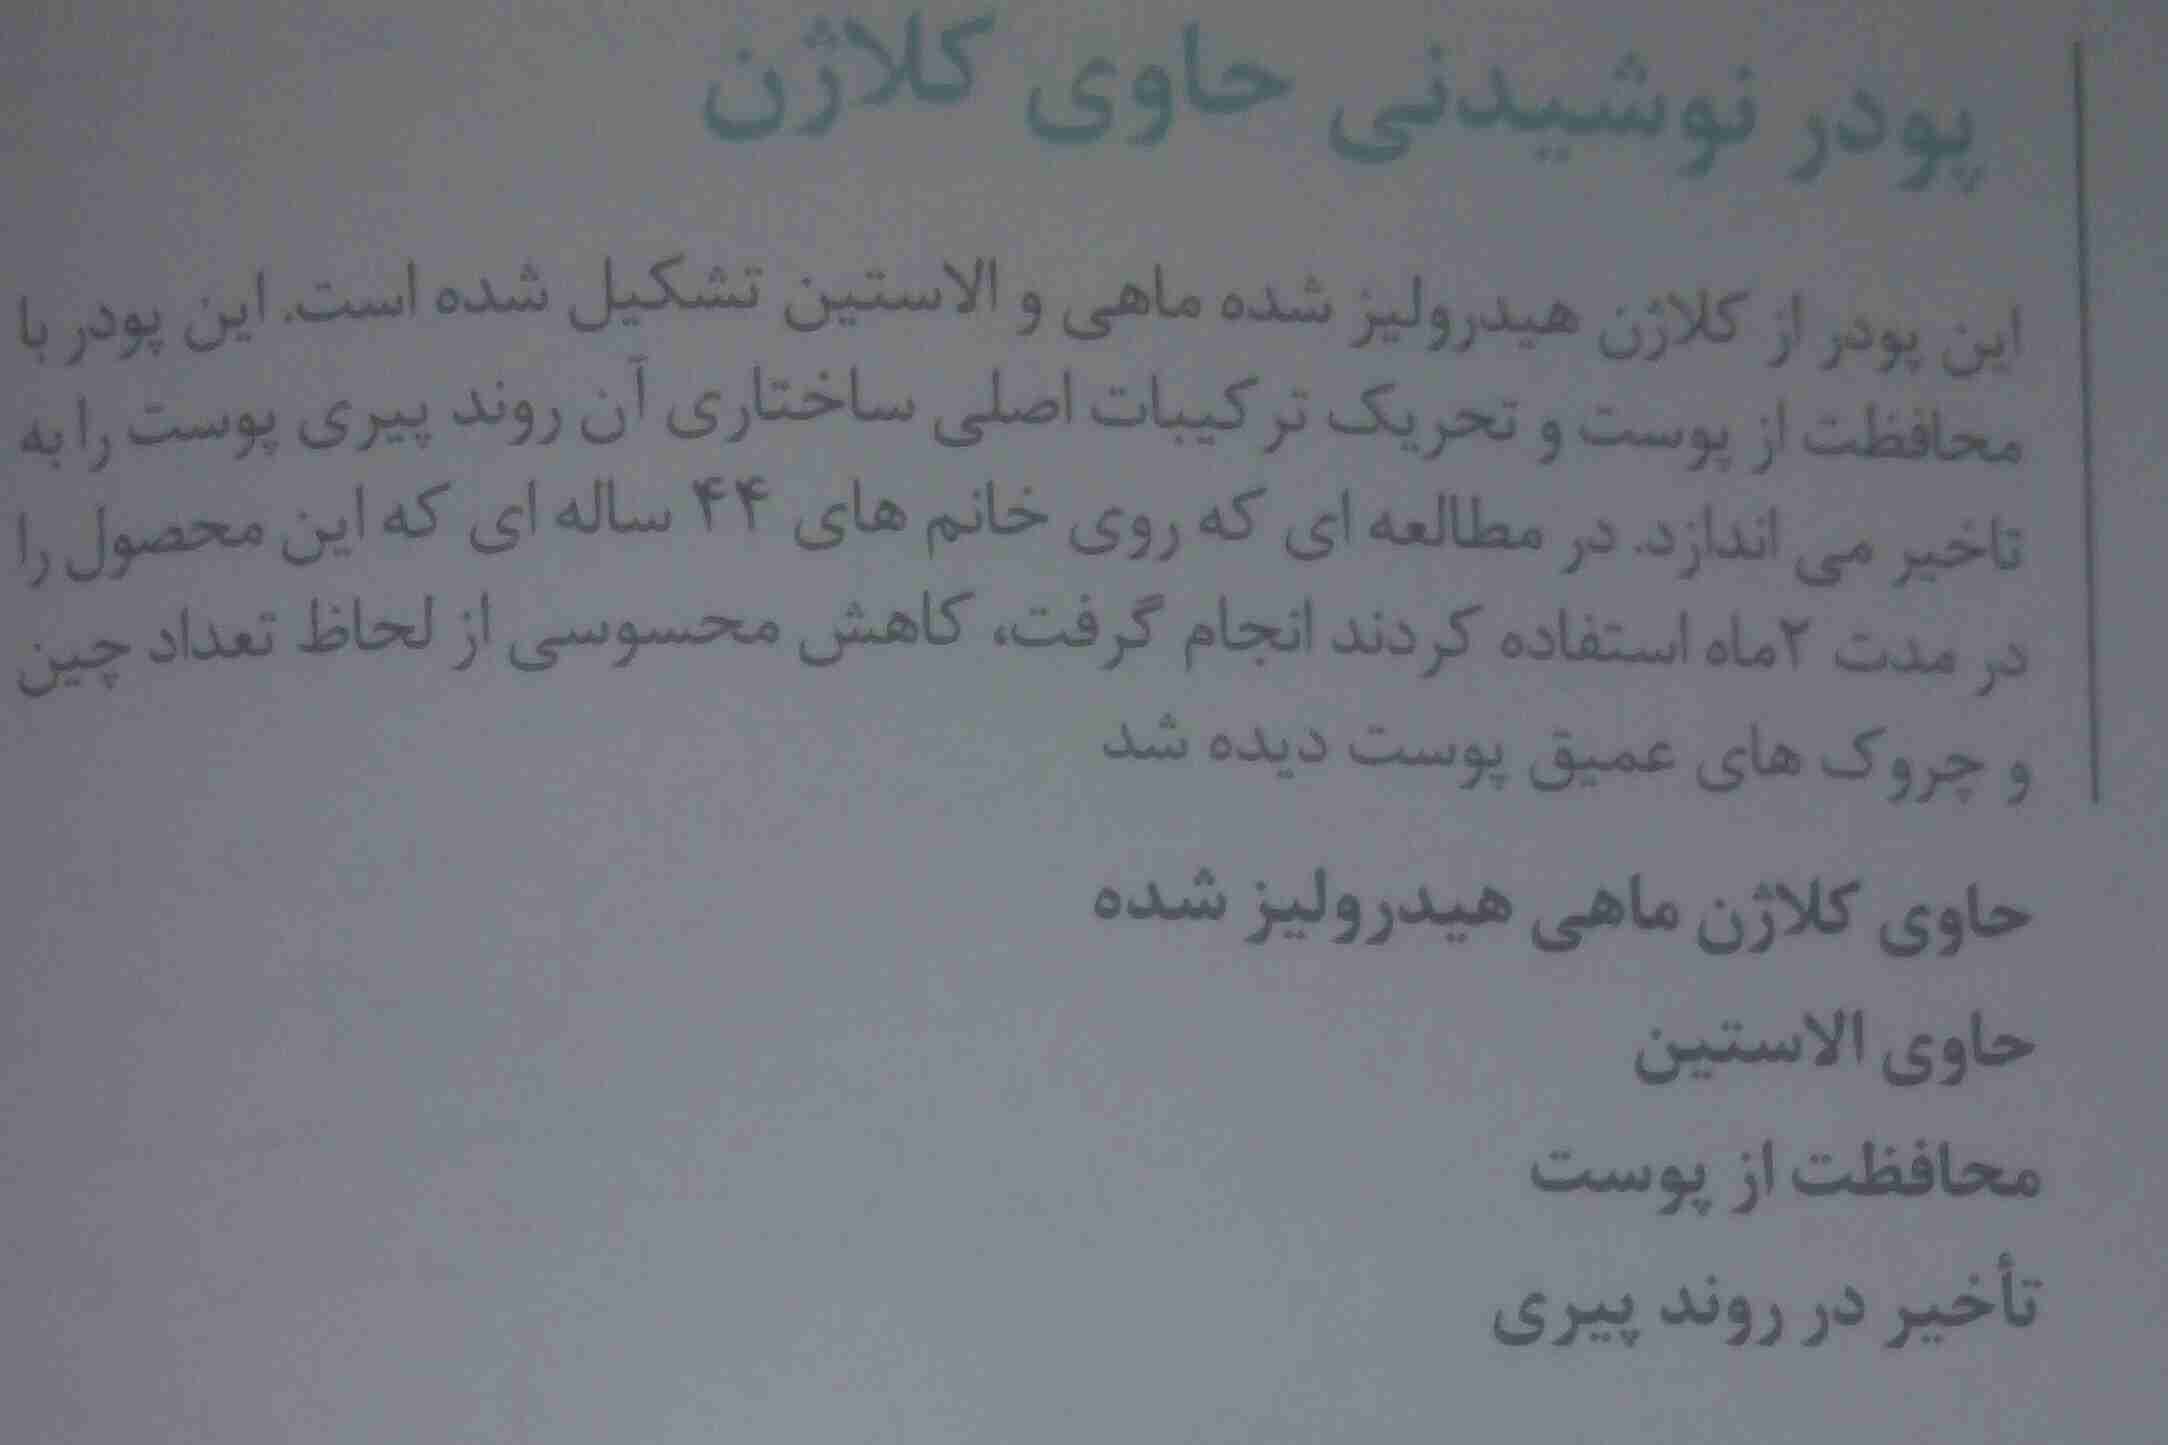 پودر نوشیدنی حاوی کلاژن
این پودر از کلاژن هیدرولیز شده ماهی و الاستین تشکیل شده است. این پودر با
محافظت از پوست و تحریک ترکیبات اصلی ساختاری آن روند پیری پوست را به
تاخیر می اندازد. در مطالعه ای که روی خانم های ۴۴ ساله ای که این محصول را
در مدت ۲ماه استفاده کردند انجام گرفت، کاهش محسوسی از لحاظ تعداد چین
و چروک های عمیق پوست دیده شد
حاوی کلاژن ماهی هیدرولیز شده
حاوی الاستین
محافظت از پوست
تأخیر در روند پیری